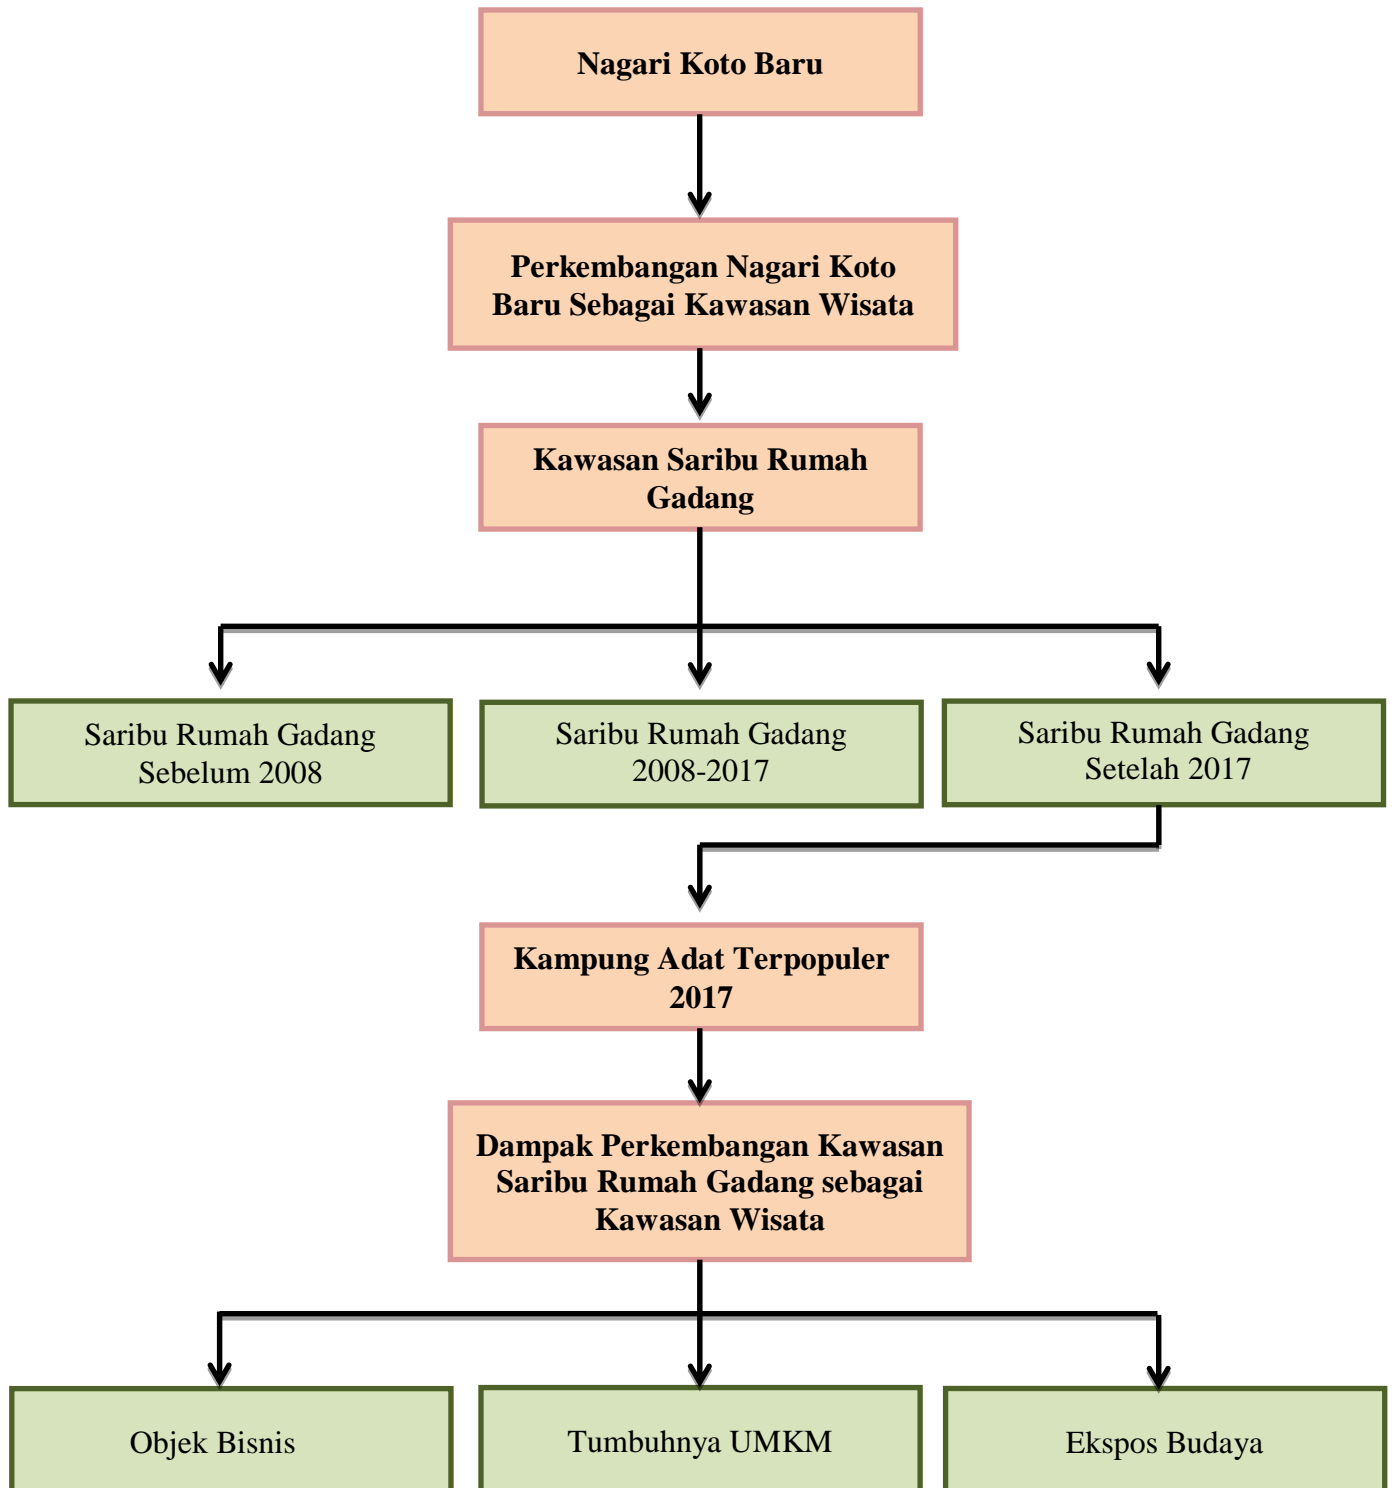 Nagari Koto Baru
Perkembangan Nagari Koto
Baru Sebagai Kawasan Wisata
Kawasan Saribu Rumah
Gadang
Saribu Rumah Gadang
Sebelum 2008
Saribu Rumah Gadang
2008-2017
Saribu Rumah Gadang
Setelah 2017
Kampung Adat Terpopuler
2017
Dampak Perkembangan Kawasan
Saribu Rumah Gadang sebagai
Kawasan Wisata
Objek Bisnis
Tumbuhnya UMKM
Ekspos Budaya